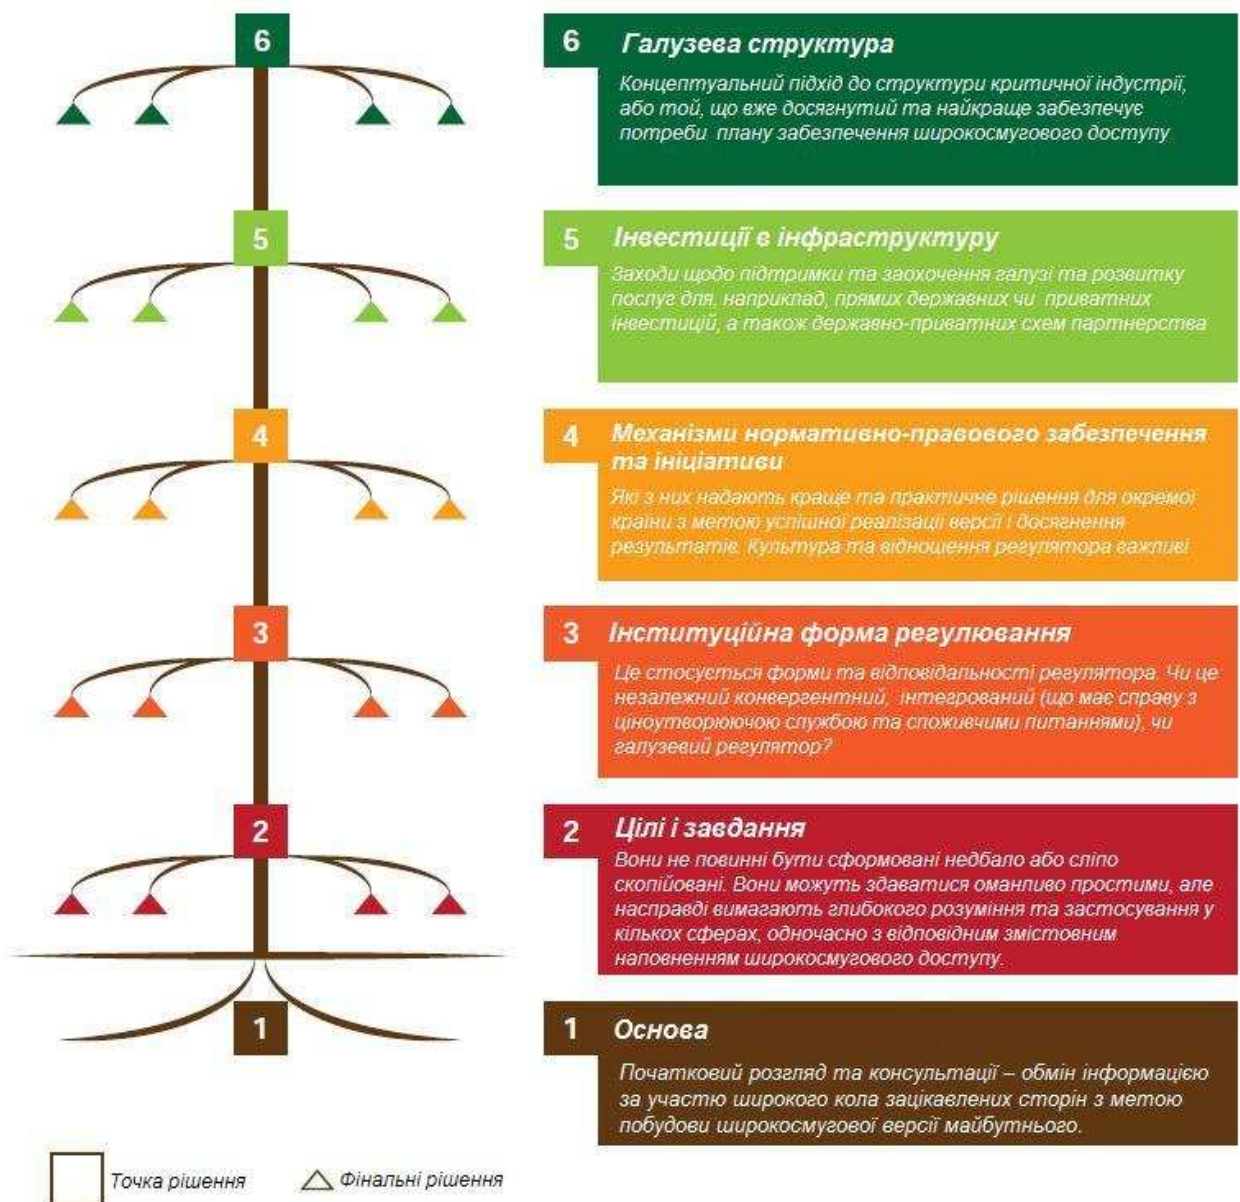 6
6 Галузева структура
Концептуальний підхід до структури критичної індустрії,
або той, що вже досягнутий та найкраще забезпечує
потреби плану забезпечення широкосмугового доступу
5
5 Інвестиції в інфраструктуру
Заходи щодо підтримки та заохочення галузі та розвитку
послуг для, наприклад, прямих державних чи приватних
інвестицій, а також державно-приватних схем партнерства
4
4 Механізми нормативно-правового забезпечення
та ініціативи
Які з них надають краще та практичне рішення для окремої
країни з метою успішної реалізації версії і досягнення
результатів. Культура та відношення регулятора важливі
3
3 Інституційна форма регулювання
Це стосується форми та відповідальності регулятора. Чи це
незалежний конвергентний, інтегрований (що має справу з
ціноутворюючою службою та споживчими питаннями), чи
галузевий регулятор?
2
2 Цілі і завдання
Вони не повинні бути сформовані недбало або сліпо
скопійовані. Вони можуть здаватися оманливо простими, але
насправді вимагають глибокого розуміння та застосування у
кількох сферах, одночасно з відповідним змістовним
наповненням широкосмугового доступу.
1
1 Основа
Початковий розгляд та консультації – обмін інформацією
за участю широкого кола зацікавлених сторін з метою
побудови широкосмугової версії майбутнього.
Точка рішення
Фінальні рішення